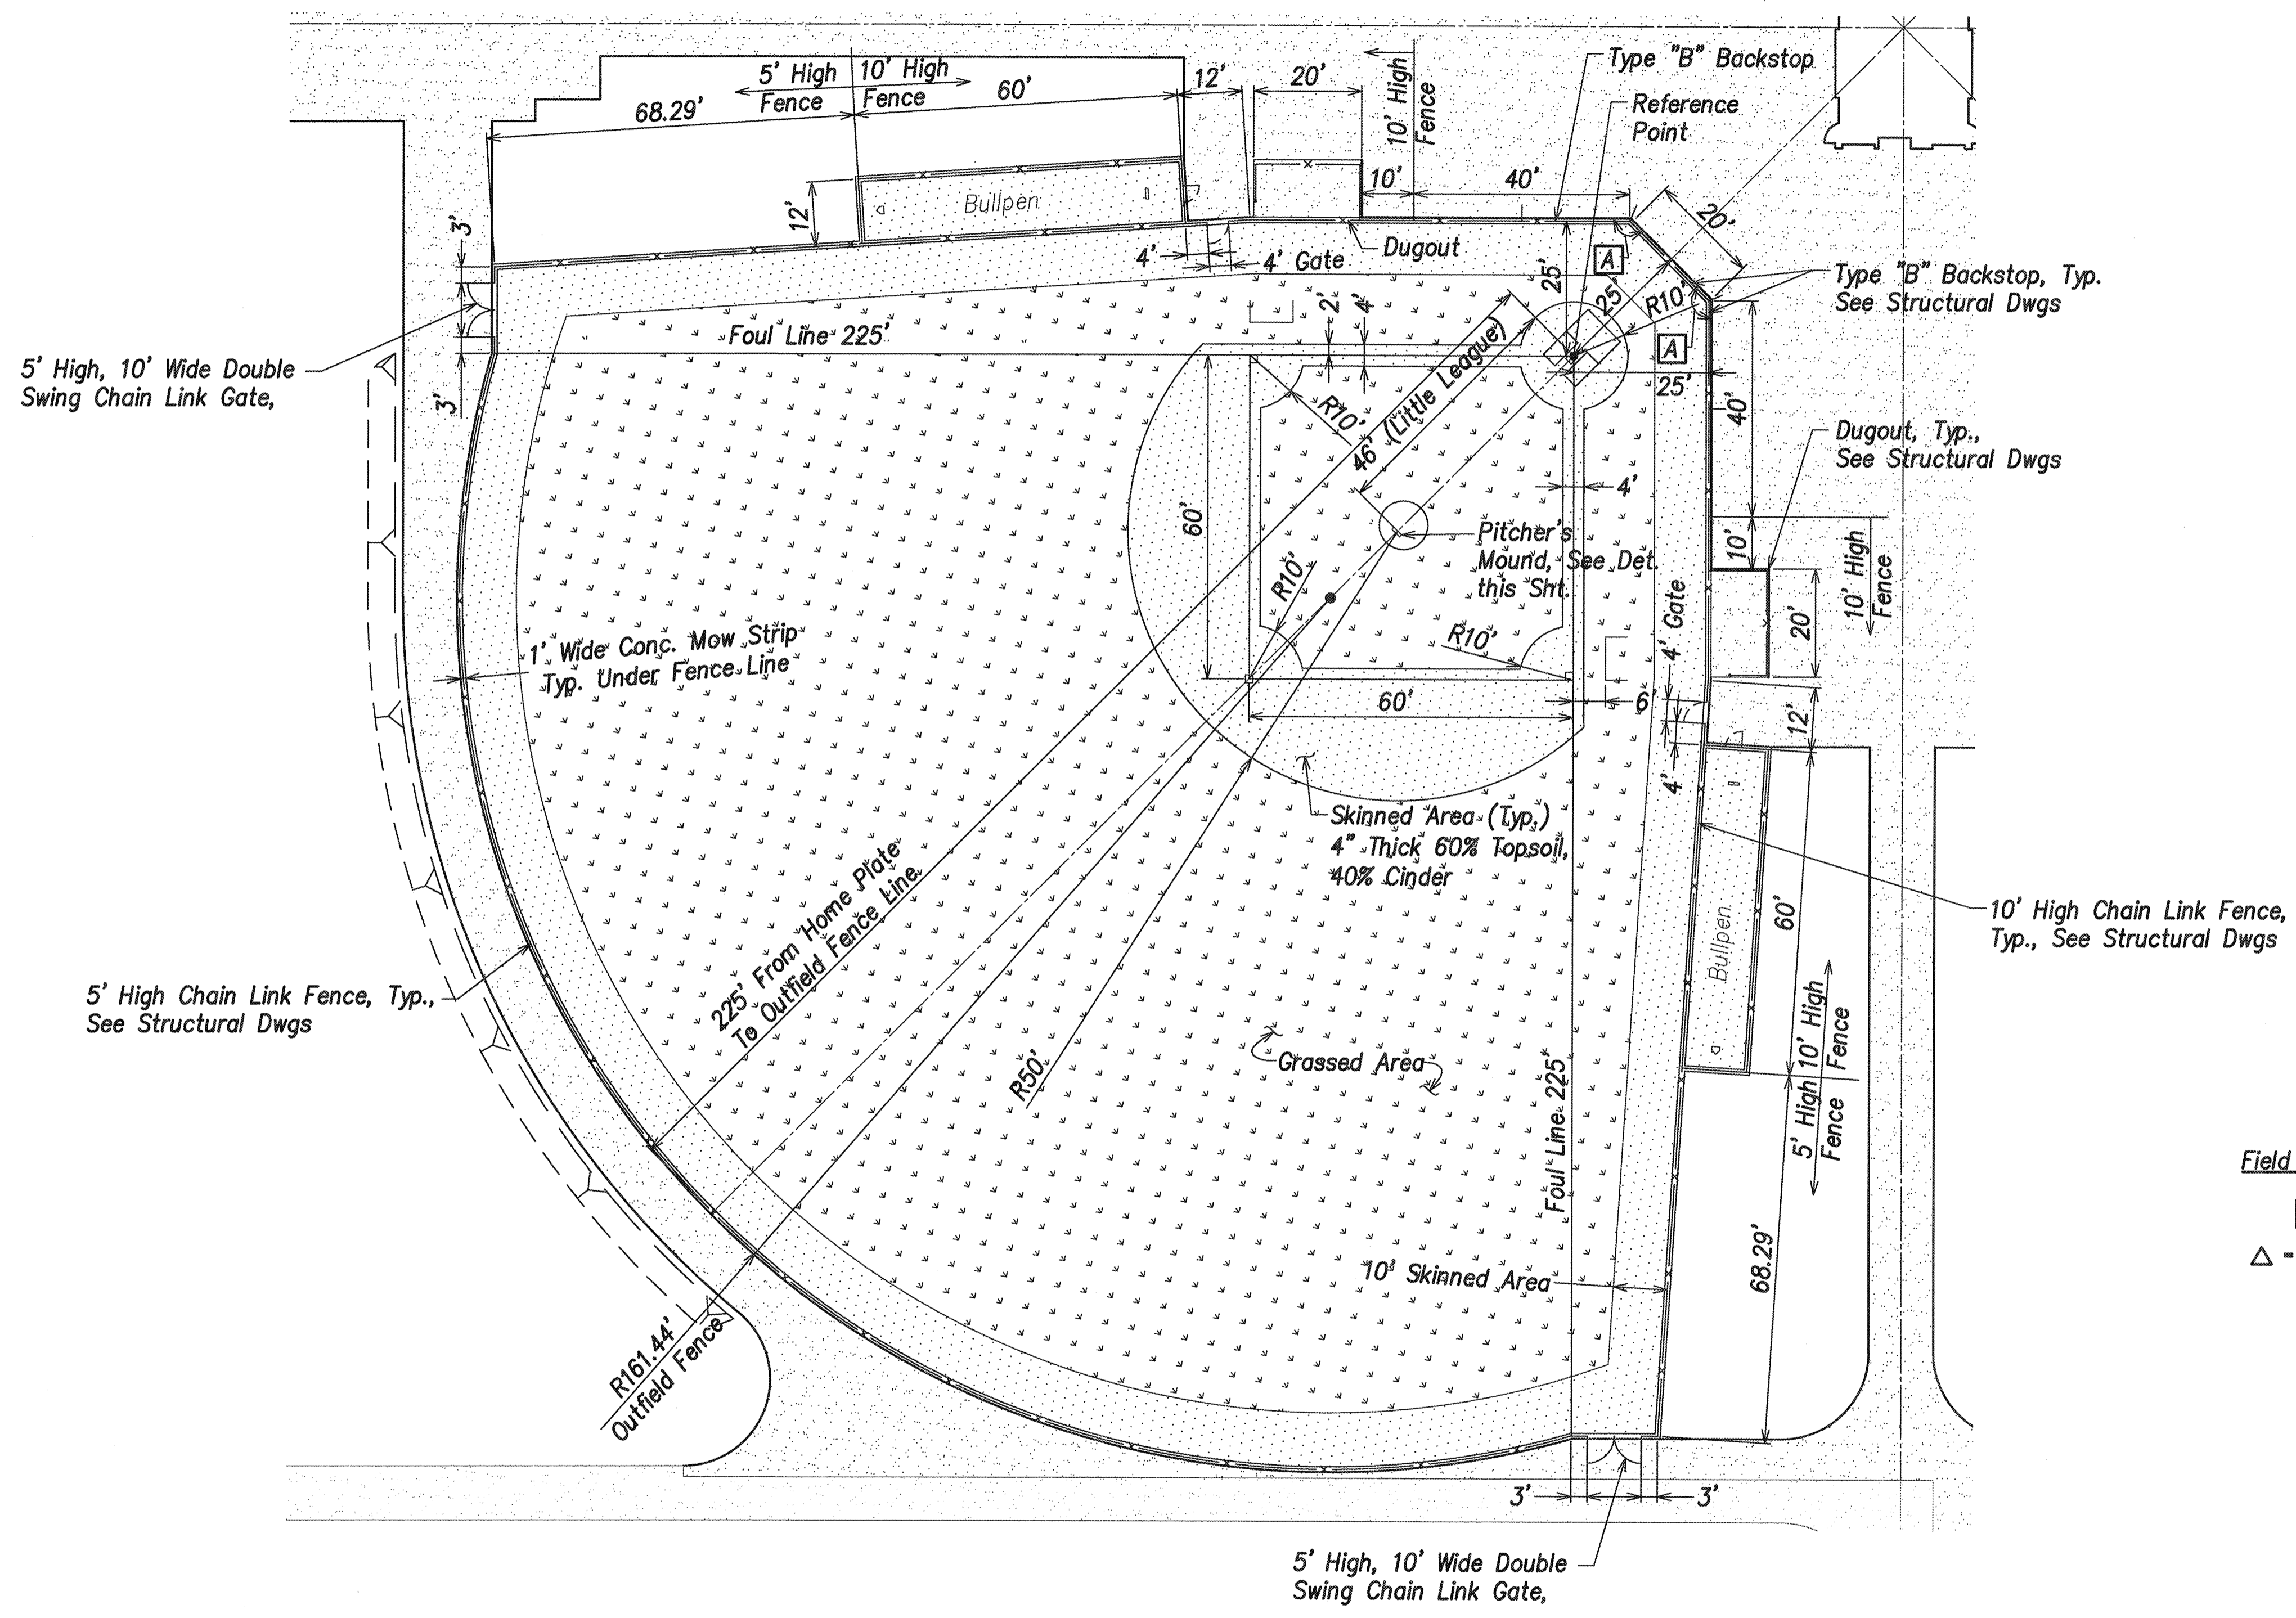 5' High
Fence
10' High
Fence
68.29'
60'
12'
20'
10' High
Fence
Type "B" Backstop
Reference
Point
10'
40'
20'
12'
Bullpen
3'
4'
4' Gate
Dugout
25'
A
25'
R10'
Type "B" Backstop, Typ.
See Structural Dwgs
2'
4'
Foul Line 225'
A
25'
5' High, 10' Wide Double
Swing Chain Link Gate,
3'
R10'
46' (Little League)
40'
Dugout, Typ.,
See Structural Dwgs
4'
60'
Pitcher's
Mound, See Det.
this Sht.
10'
10' High
Fence
R10'
R10'
4' Gate
20'
1' Wide Conc. Mow Strip
Typ. Under Fence Line
60'
6'
12'
4'
Skinned Area (Typ.)
4" Thick 60% Topsoil,
40% Cinder
225' From Home Plate
To Outfield Fence Line
Bullpen
60'
10' High Chain Link Fence,
Typ., See Structural Dwgs
5' High Chain Link Fence, Typ.,
See Structural Dwgs
R50'
Grassed Area
Foul Line 225'
10' High
Fence
5' High
Fence
Field
68.29'
10' Skinned Area
R161.44'
Outfield Fence
3'
3'
5' High, 10' Wide Double
Swing Chain Link Gate,